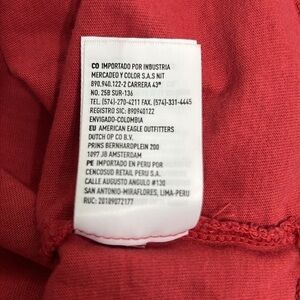 CO IMPORTADO POR INDUSTRIA
MERCADEO Y COLOR S.A.S NIT
890.940.122-2 CARRERA 43ª
NO. 25B SUR-136
TEL. (574)-270-4211 FAX. (574)-331-4445
REGISTRO SIC: 890940122
ENVIGADO-COLOMBIA
EU AMERICAN EAGLE OUTFITTERS
DUTCH OP CO B.V.
PRINS BERNHARDPLEIN 200
1097 JB AMSTERDAM
PE IMPORTADO EN PERU POR
CENCOSUD RETAIL PERU S.A.
CALLE AUGUSTO ANGULO #130
SAN ANTONIO-MIRAFLORES, LIMA-PERU
RUC: 20109072177